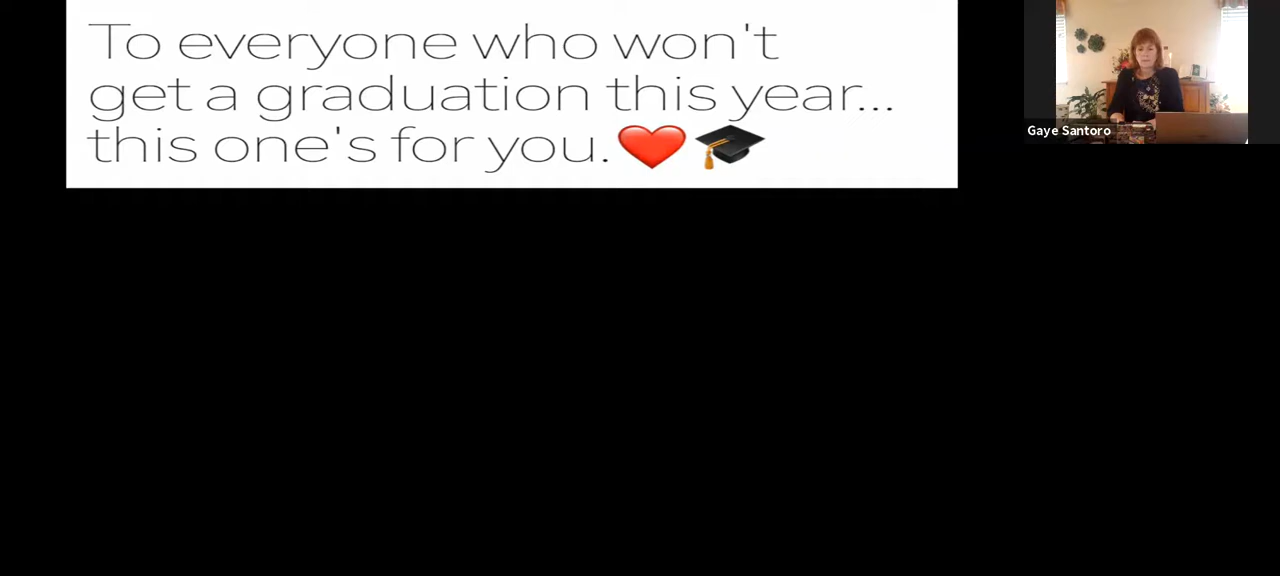 To everyone who won't
get a graduation this year...
this one's for you.❤️🎓
Gaye Santoro